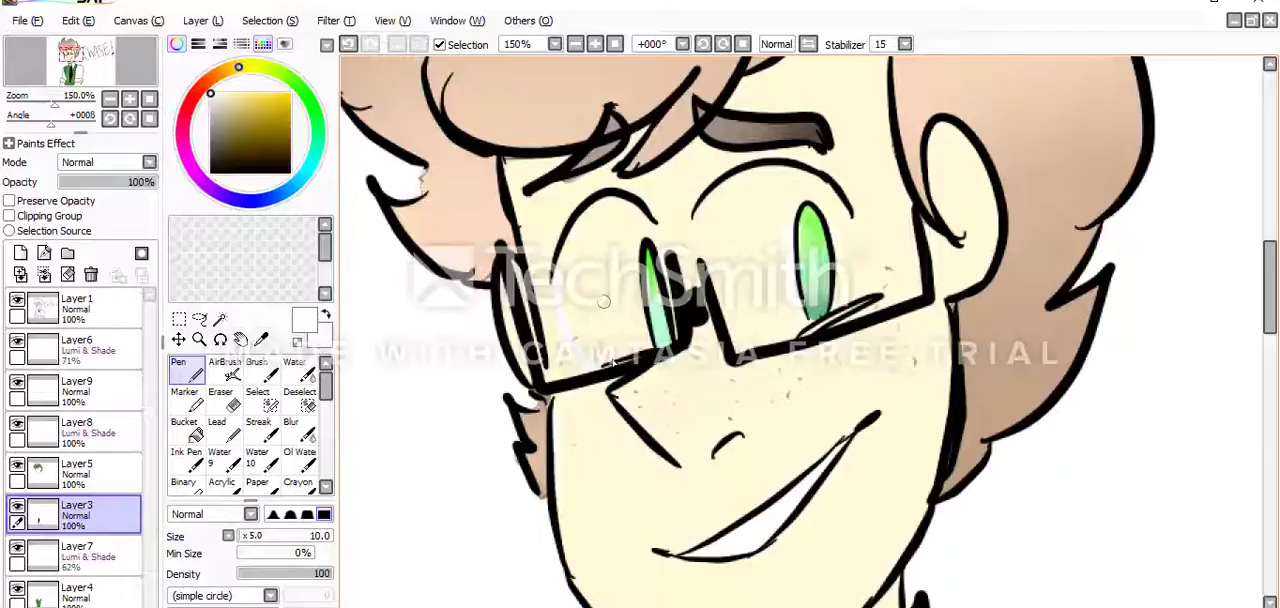 File (F) Edit (E) Canvas (C) Layer (L) Selection (S) Filter (T) View (V) Window (W) Others (O)
Selection 150% +000° Normal Stabilizer 15
Zoom 150.0%
Angle +0008
Paints Effect
Mode Normal
Opacity 100%
Preserve Opacity
Clipping Group
Selection Source
Layer1
Normal
100%
Layer6
Lumi & Shade
71%
Layer9
Normal
100%
Layer8
Lumi & Shade
100%
Layer5
Normal
100%
Layer3
Normal
100%
Layer7
Lumi & Shade
62%
Layer4
Normal
100%
Pen AirBrush Brush Water
Marker Eraser Select Deselect
Bucket Lead Streak Blur
Ink Pen Water 9 Water 10 Oil Water
Binary Acrylic Paper Crayon
Normal
Size x 5.0 10.0
Min Size 0%
Density 100
(simple circle)
TechSmith
MADE WITH CAMTASIA FREE TRIAL